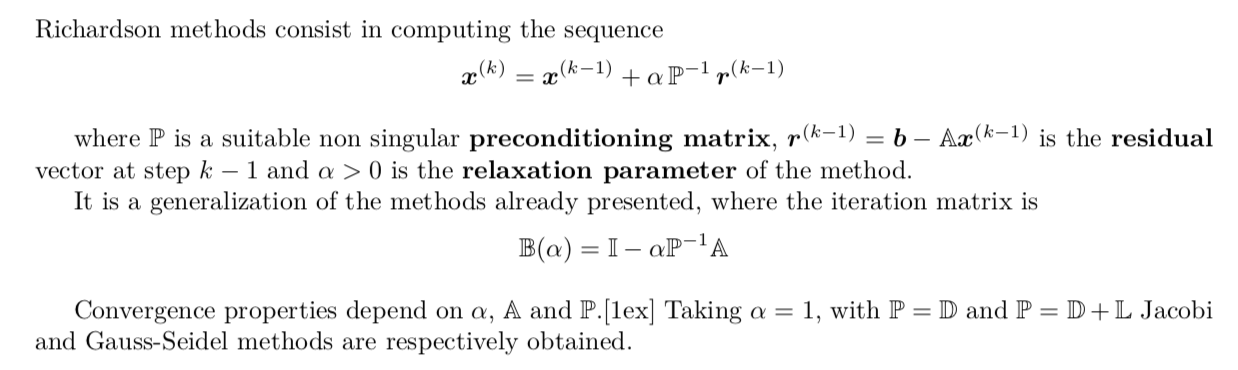 Richardson methods consist in computing the sequence
𝒙^(k) = 𝒙^(k−1) + α ℙ^−1 𝒓^(k−1)
where ℙ is a suitable non singular preconditioning matrix, 𝒓^(k−1) = 𝒃 − 𝔸𝒙^(k−1) is the residual
vector at step k − 1 and α > 0 is the relaxation parameter of the method.
It is a generalization of the methods already presented, where the iteration matrix is
𝔹(α) = 𝕀 − αℙ^−1𝔸
Convergence properties depend on α, 𝔸 and ℙ.[1ex] Taking α = 1, with ℙ = 𝔻 and ℙ = 𝔻 + 𝕃 Jacobi
and Gauss-Seidel methods are respectively obtained.